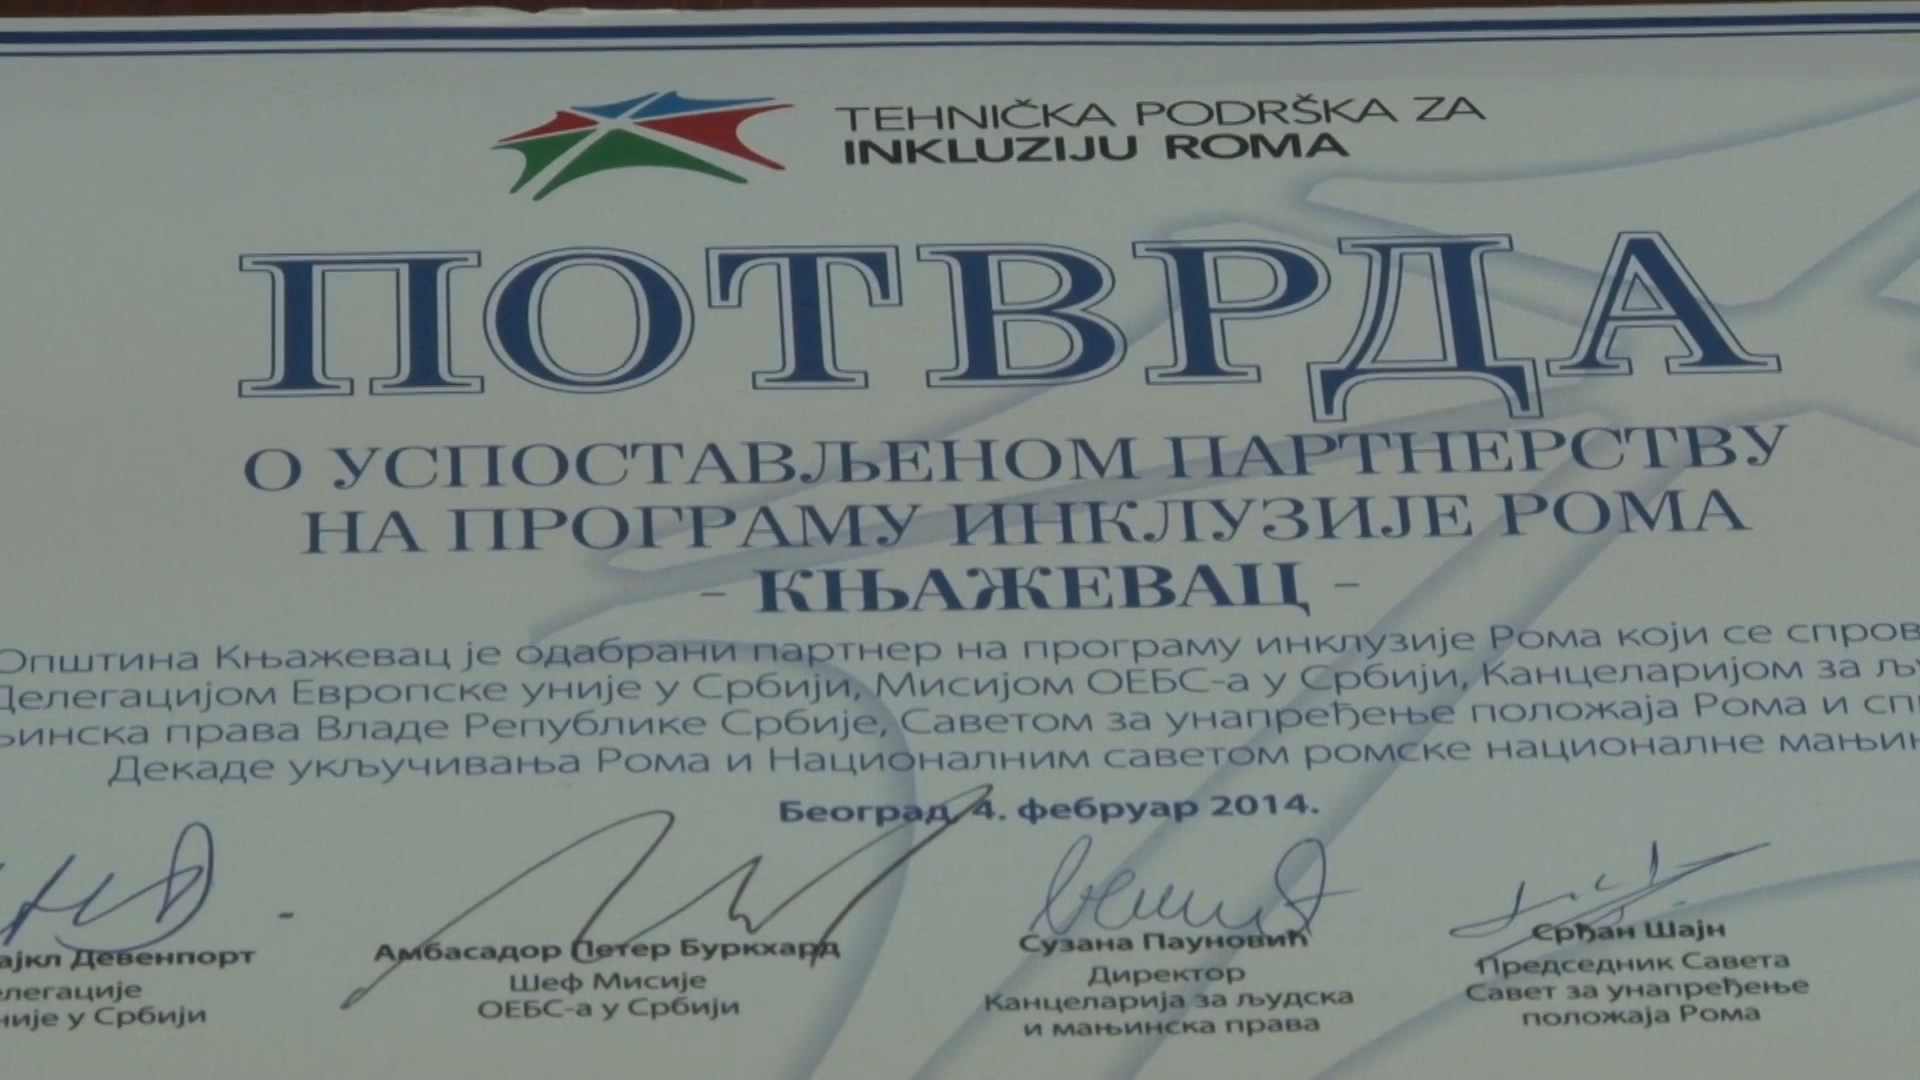 TEHNIČKA PODRŠKA ZA
INKLUZIJU ROMA
ПОТВРДА
О УСПОСТАВЉЕНОМ ПАРТНЕРСТВУ
НА ПРОГРАМУ ИНКЛУЗИЈЕ РОМА
- КЊАЖЕВАЦ -
Општина Књажевац је одабрани партнер на програму инклузије Рома који се спров
Делегацијом Европске уније у Србији, Мисијом ОЕБС-а у Србији, Канцеларијом за љу
ьинска права Владе Републике Србије, Саветом за унапређење положаја Рома и сп
Декаде укључивања Рома и Националним саветом ромске националне мањин
Београд, 4. фебруар 2014.
ајкл Девенпорт
елегације
није у Србији
Амбасадор Петер Буркхард
Шеф Мисије
ОЕБС-а у Србији
Сузана Пауновић
Директор
Канцеларија за људска
и мањинска права
Срђан Шајн
Председник Савета
Савет за унапређење
положаја Рома